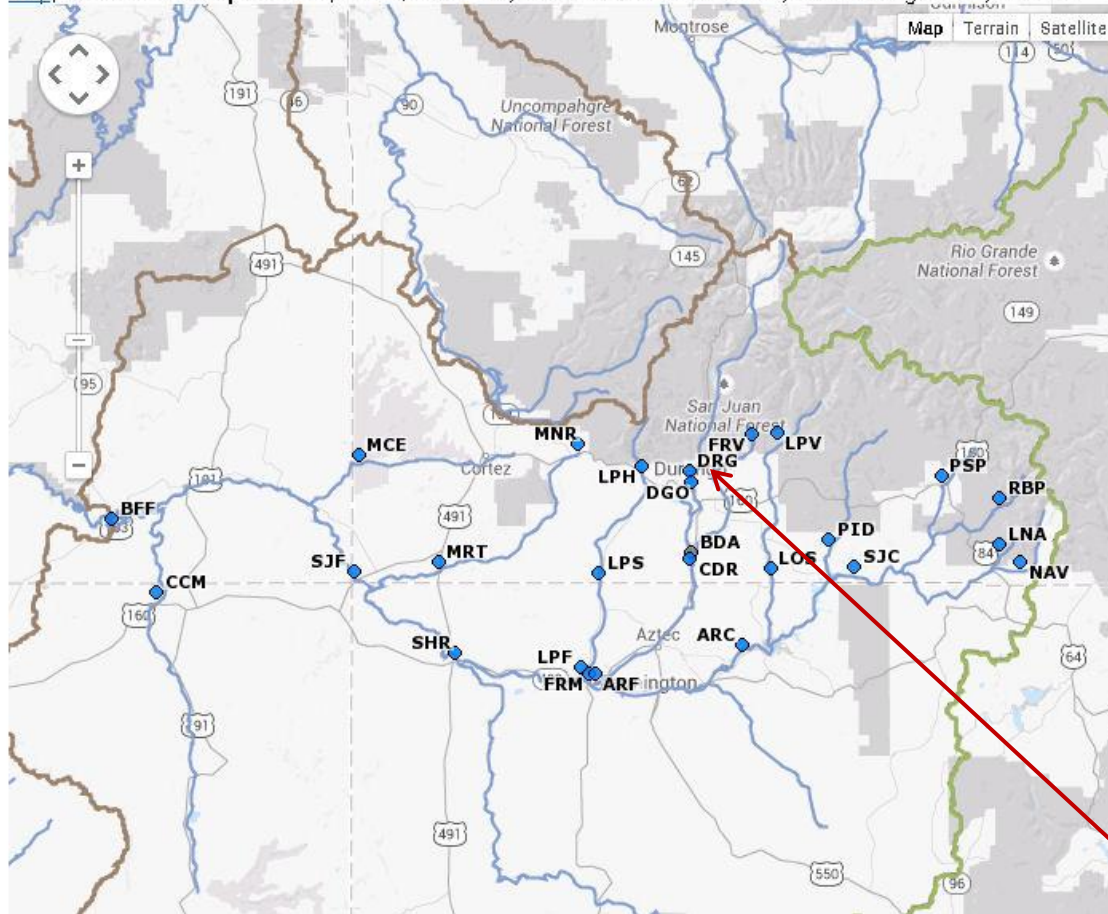 Montrose
Map Terrain Satellite
114
50
191
46
90
Uncompahgre
National Forest
62
491
145
Rio Grande
National Forest
149
95
San Juan
National Forest
MCE
MNR
FRV
LPV
Cortez
LPH
DRG
DGO
PSP
160
RBP
191
BFF
491
BDA
PID
LNA
84
SJF
MRT
LPS
CDR
LOS
SJC
NAV
CCM
160
SHR
Aztec
ARC
LPF
64
FRM
ARF
ington
491
550
96